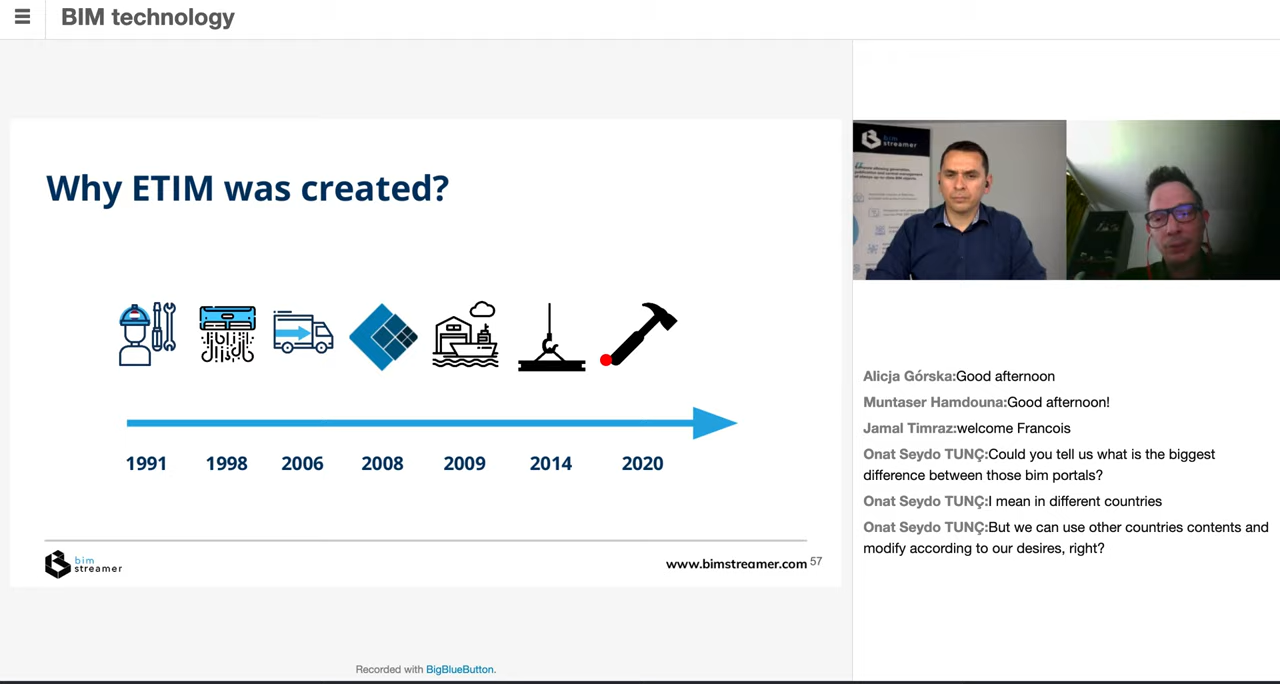 BIM technology
Why ETIM was created?
1991 1998 2006 2008 2009 2014 2020
bim
streamer
www.bimstreamer.com 57
Recorded with BigBlueButton.
bim
streamer
Alicja Górska:Good afternoon
Muntaser Hamdouna:Good afternoon!
Jamal Timraz:welcome Francois
Onat Seydo TUNÇ:Could you tell us what is the biggest
difference between those bim portals?
Onat Seydo TUNÇ:I mean in different countries
Onat Seydo TUNÇ:But we can use other countries contents and
modify according to our desires, right?